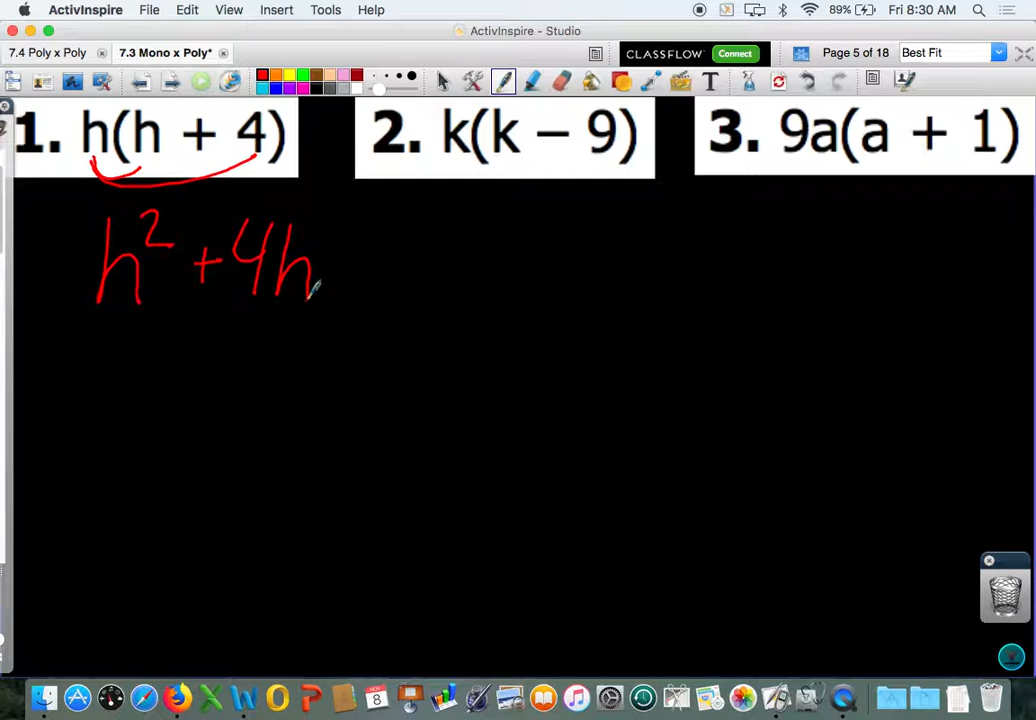 ActivInspire File Edit View Insert Tools Help 89% Fri 8:30 AM
ActivInspire - Studio
7.4 Poly x Poly 7.3 Mono x Poly* CLASSFLOW Connect Page 5 of 18 Best Fit
T
1. h(h + 4) 2. k(k − 9) 3. 9a(a + 1)
h² + 4h
NOV 8